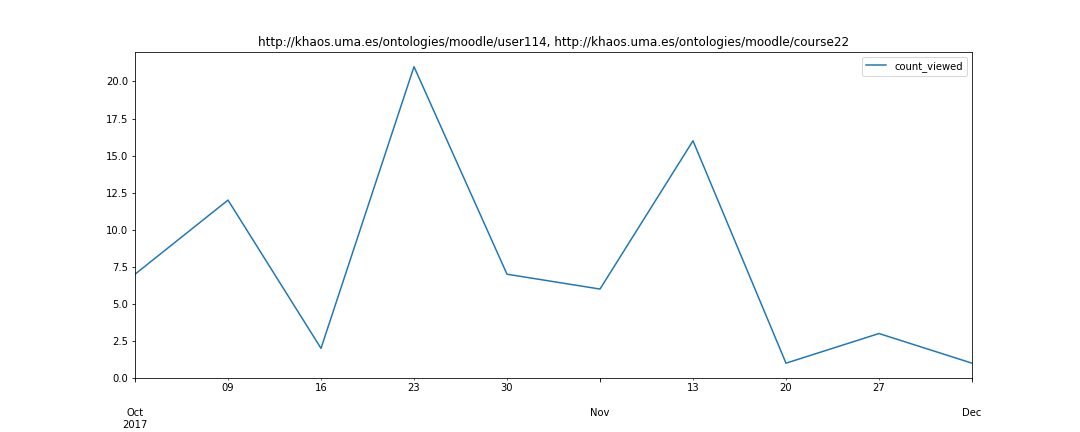 http://khaos.uma.es/ontologies/moodle/user114, http://khaos.uma.es/ontologies/moodle/course22
count_viewed
20.0
17.5
15.0
12.5
10.0
7.5
5.0
2.5
0.0
09 16 23 30 13 20 27
Oct Nov Dec
2017